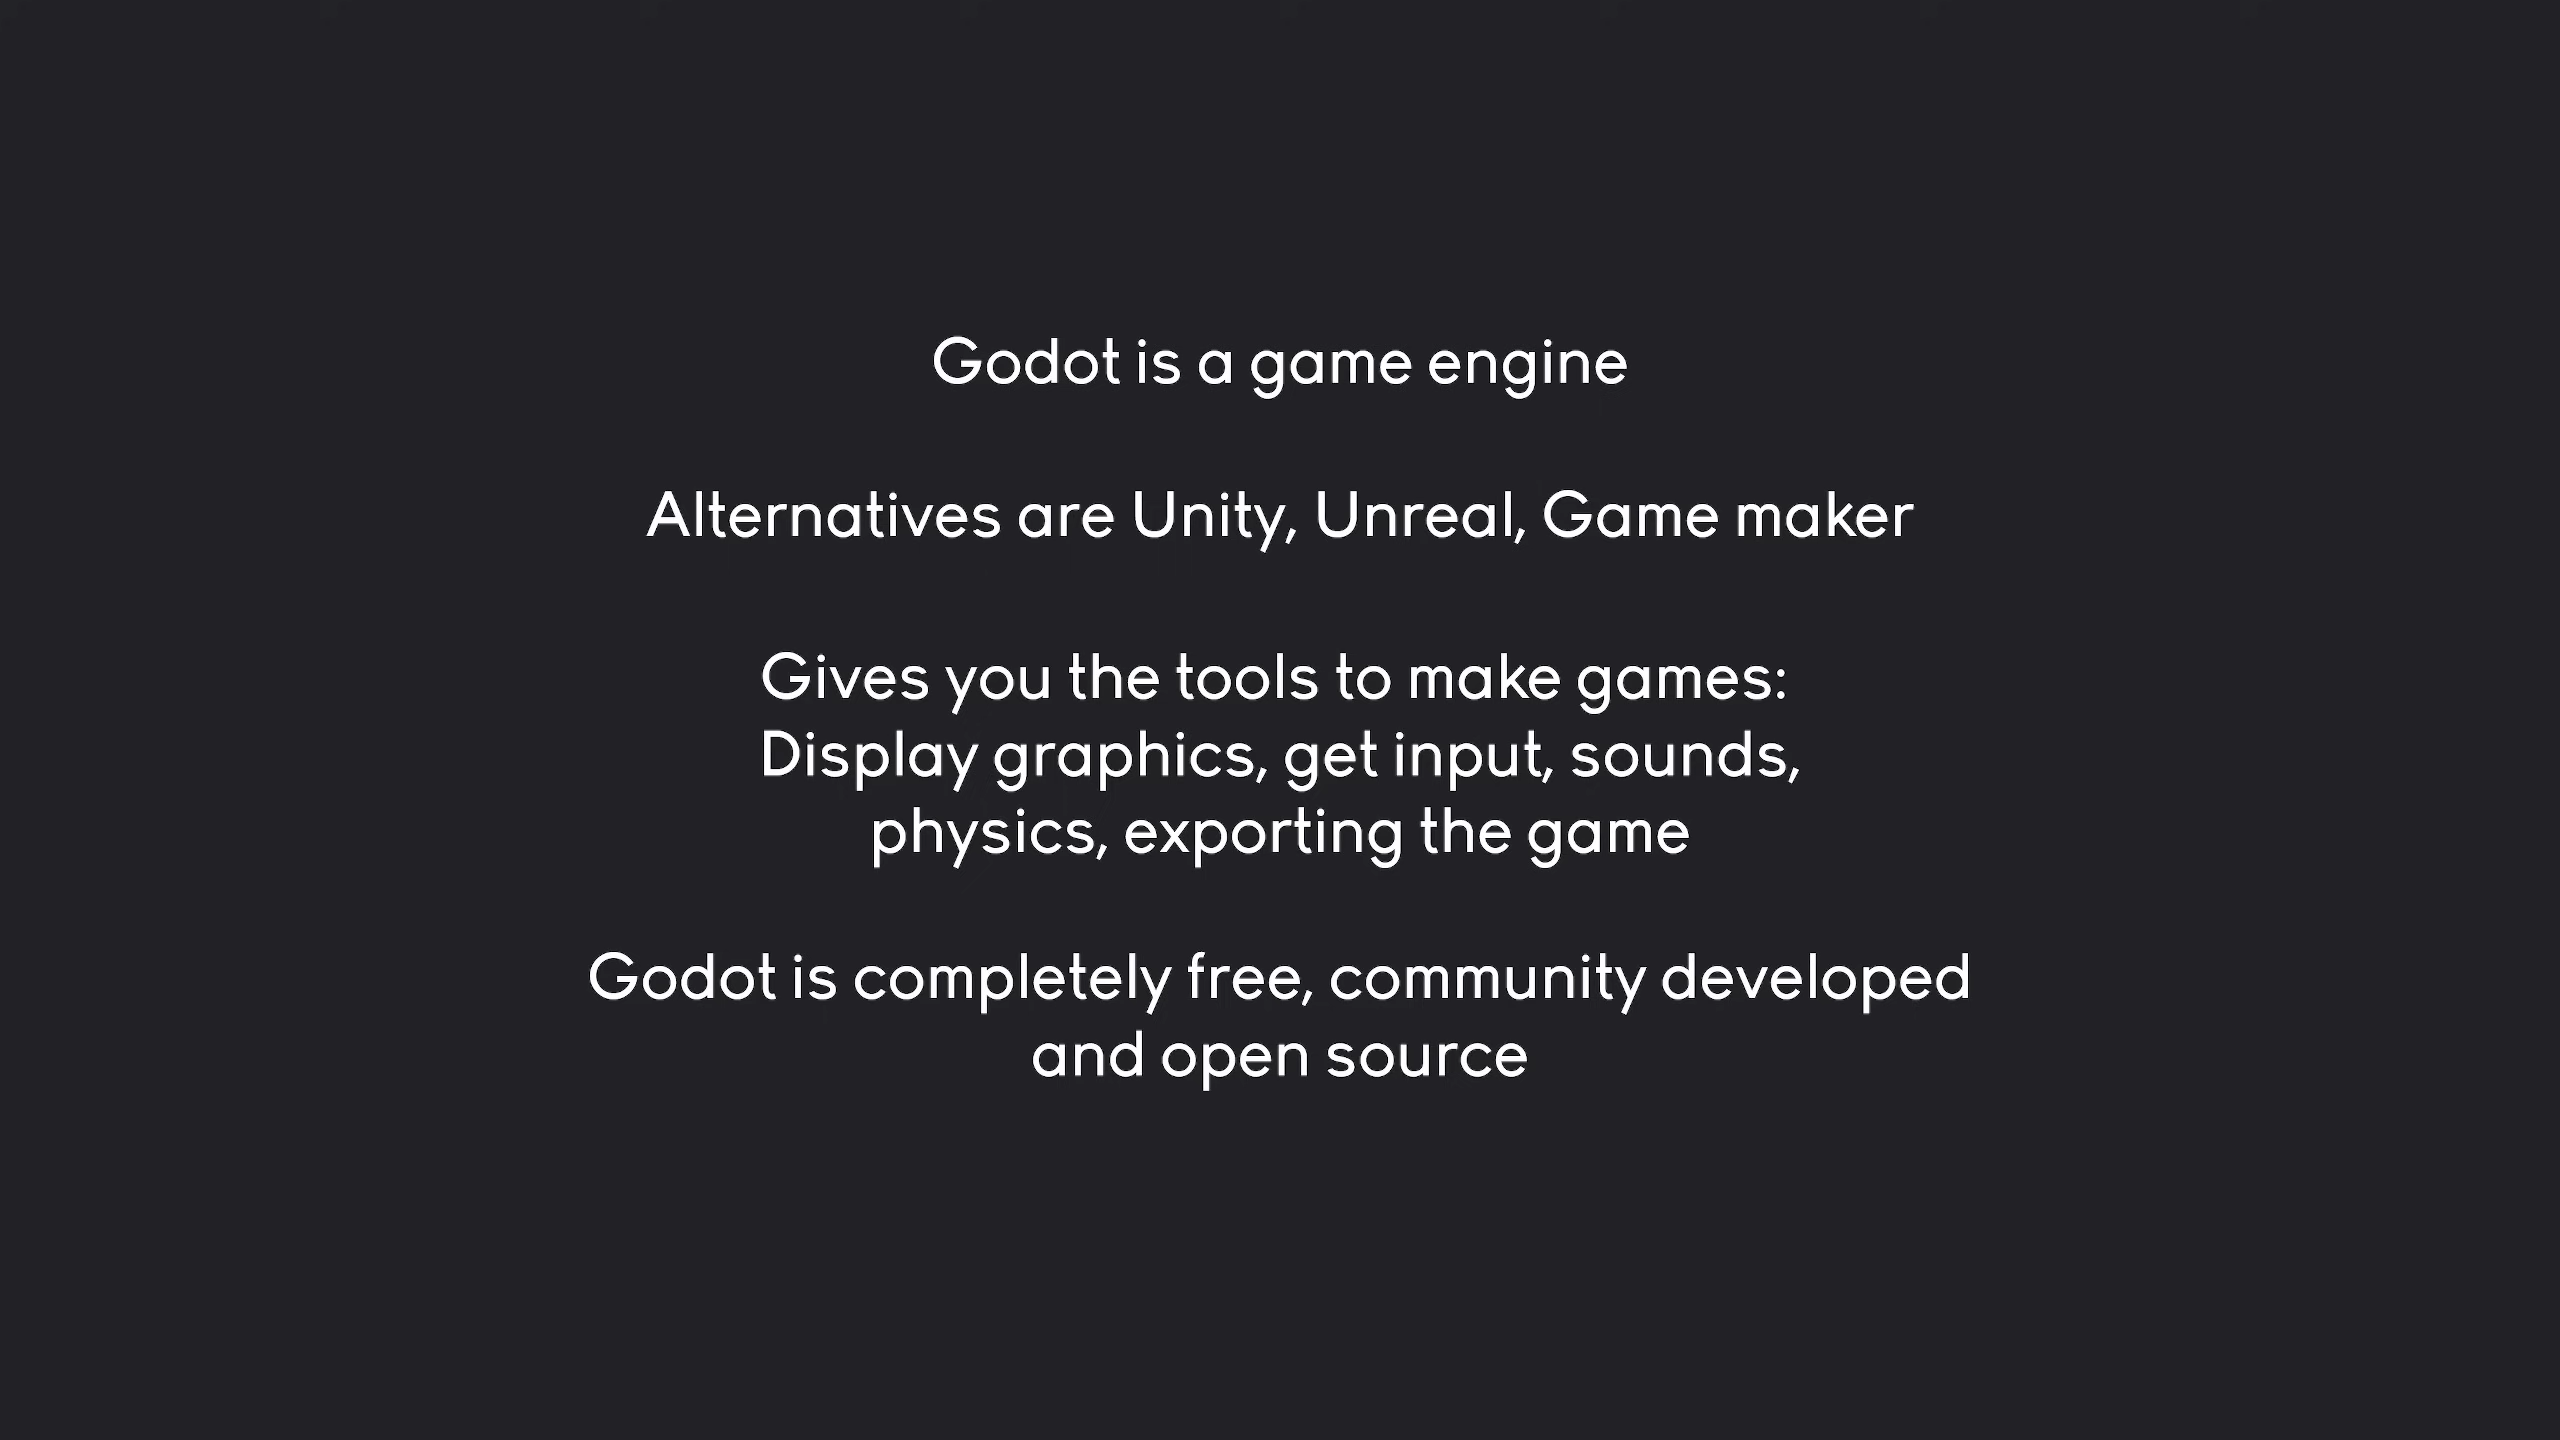 Godot is a game engine
Alternatives are Unity, Unreal, Game maker
Gives you the tools to make games:
Display graphics, get input, sounds,
physics, exporting the game
Godot is completely free, community developed
and open source